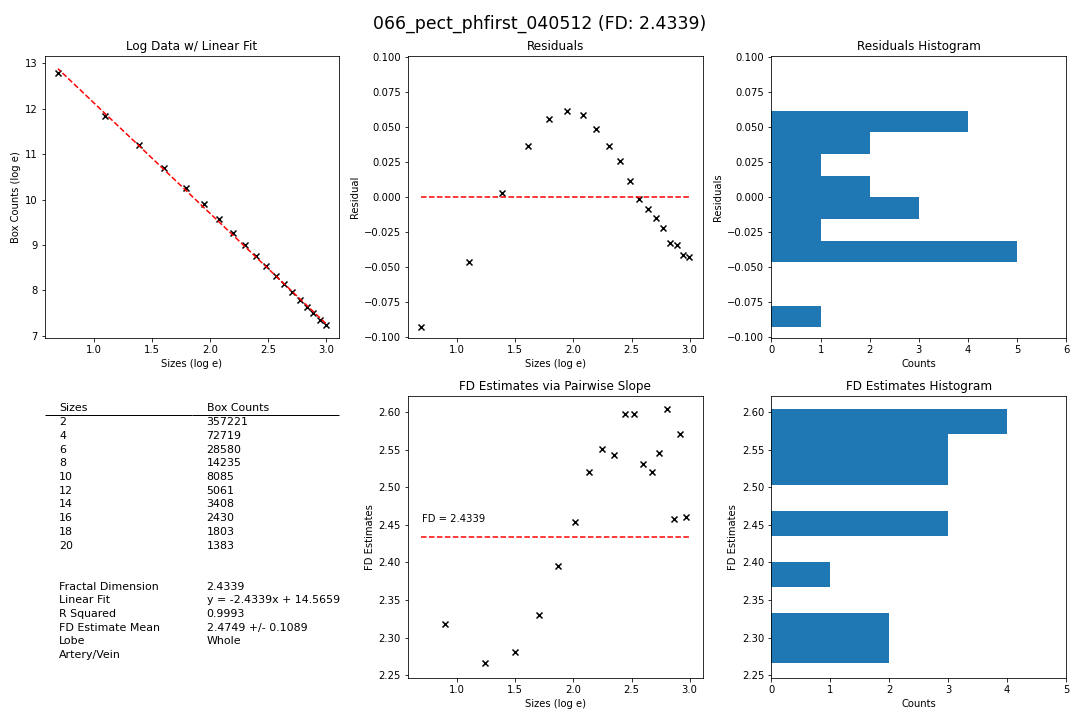 066_pect_phfirst_040512 (FD: 2.4339)
Log Data w/ Linear Fit
13
12
11
10
9
8
7
Box Counts (log e)
1.0 1.5 2.0 2.5 3.0
Sizes (log e)
Residuals
0.100
0.075
0.050
0.025
0.000
−0.025
−0.050
−0.075
−0.100
Residual
1.0 1.5 2.0 2.5 3.0
Sizes (log e)
Residuals Histogram
0.100
0.075
0.050
0.025
0.000
−0.025
−0.050
−0.075
−0.100
Residuals
0 1 2 3 4 5 6
Counts
Sizes Box Counts
2 357221
4 72719
6 28580
8 14235
10 8085
12 5061
14 3408
16 2430
18 1803
20 1383
Fractal Dimension 2.4339
Linear Fit y = -2.4339x + 14.5659
R Squared 0.9993
FD Estimate Mean 2.4749 +/- 0.1089
Lobe Whole
Artery/Vein
FD Estimates via Pairwise Slope
2.60
2.55
2.50
2.45
2.40
2.35
2.30
2.25
FD Estimates
FD = 2.4339
1.0 1.5 2.0 2.5 3.0
Sizes (log e)
FD Estimates Histogram
2.60
2.55
2.50
2.45
2.40
2.35
2.30
2.25
FD Estimates
0 1 2 3 4 5
Counts